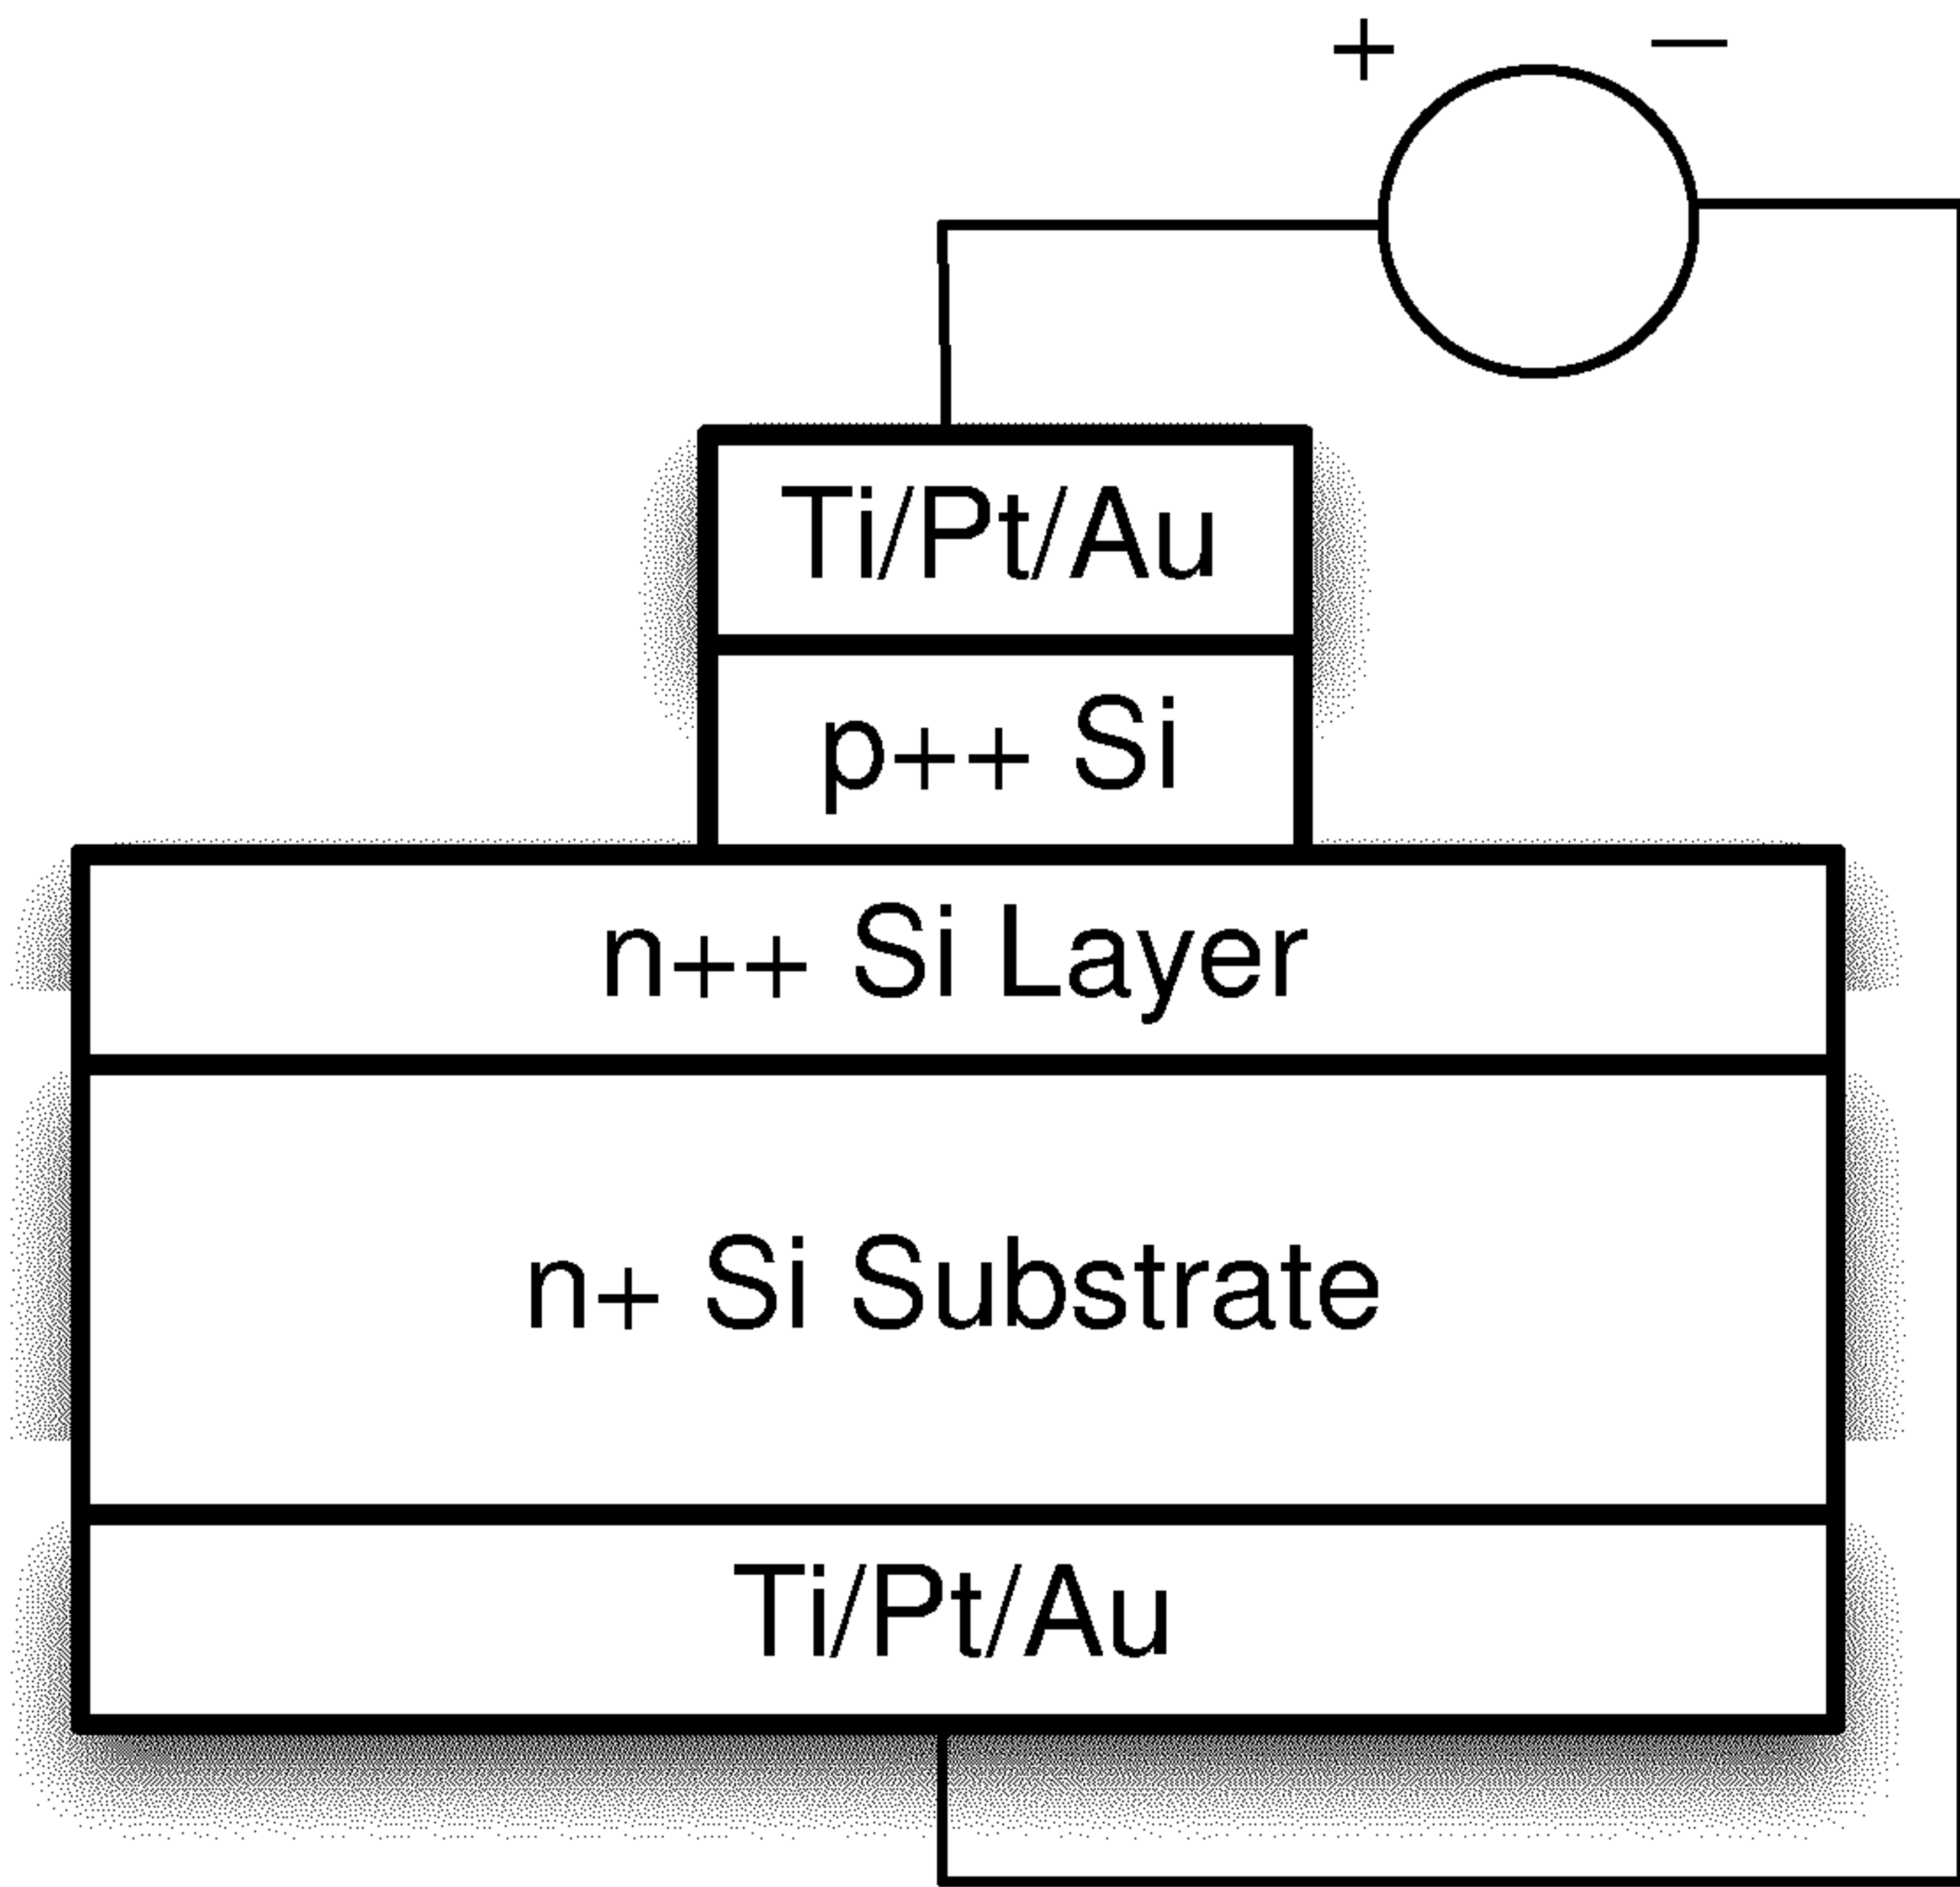 + —
Ti/Pt/Au
p++ Si
n++ Si Layer
n+ Si Substrate
Ti/Pt/Au